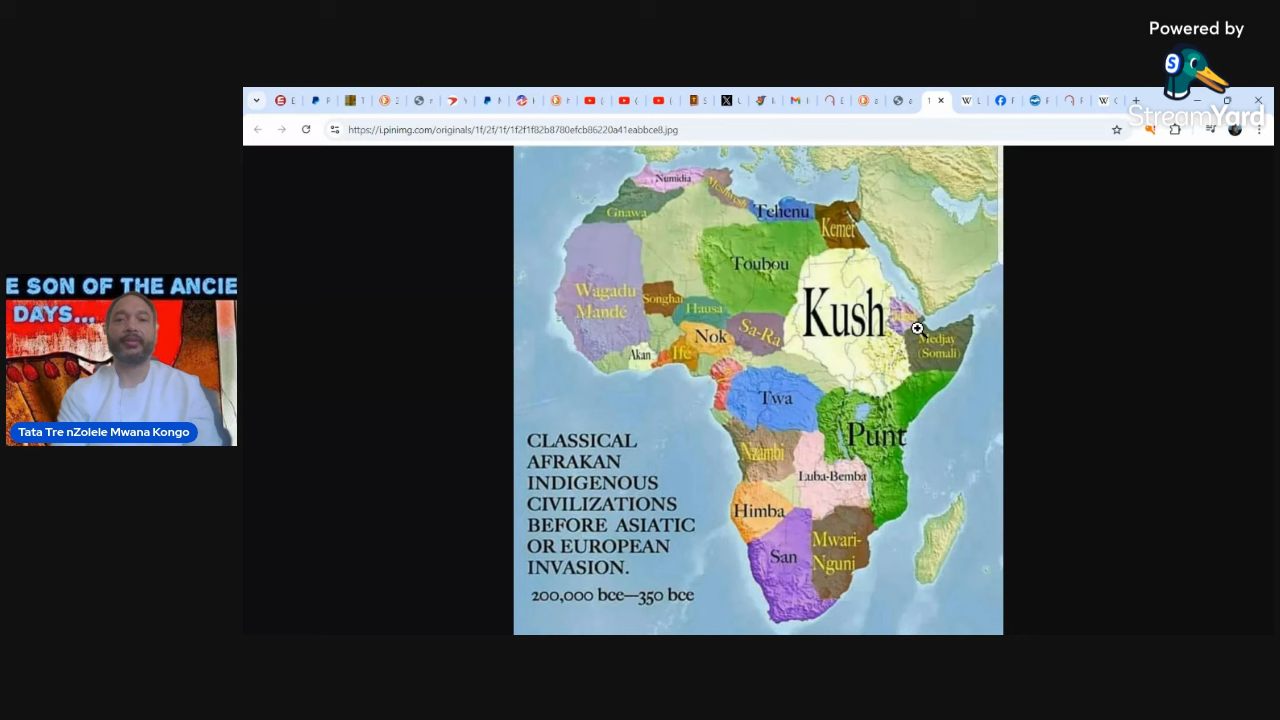 Powered by
StreamYard
https://i.pinimg.com/originals/1f/2f/1f/1f2f1f82b8780efcb86220a41eabbce8.jpg
E SON OF THE ANCIE
DAYS...
Tata Tre nZolele Mwana Kongo
Numidia
Gnawa
Tehenu
Kemet
Toubou
Wagadu
Mandé
Songhai
Hausa
Kush
Nok
Sa-Ra
Akan
Ife
Medjay
(Somali)
Twa
Punt
Nzambi
Luba-Bemba
Himba
San
Mwari-
Nguni
CLASSICAL
AFRAKAN
INDIGENOUS
CIVILIZATIONS
BEFORE ASIATIC
OR EUROPEAN
INVASION.
200,000 bce—350 bce